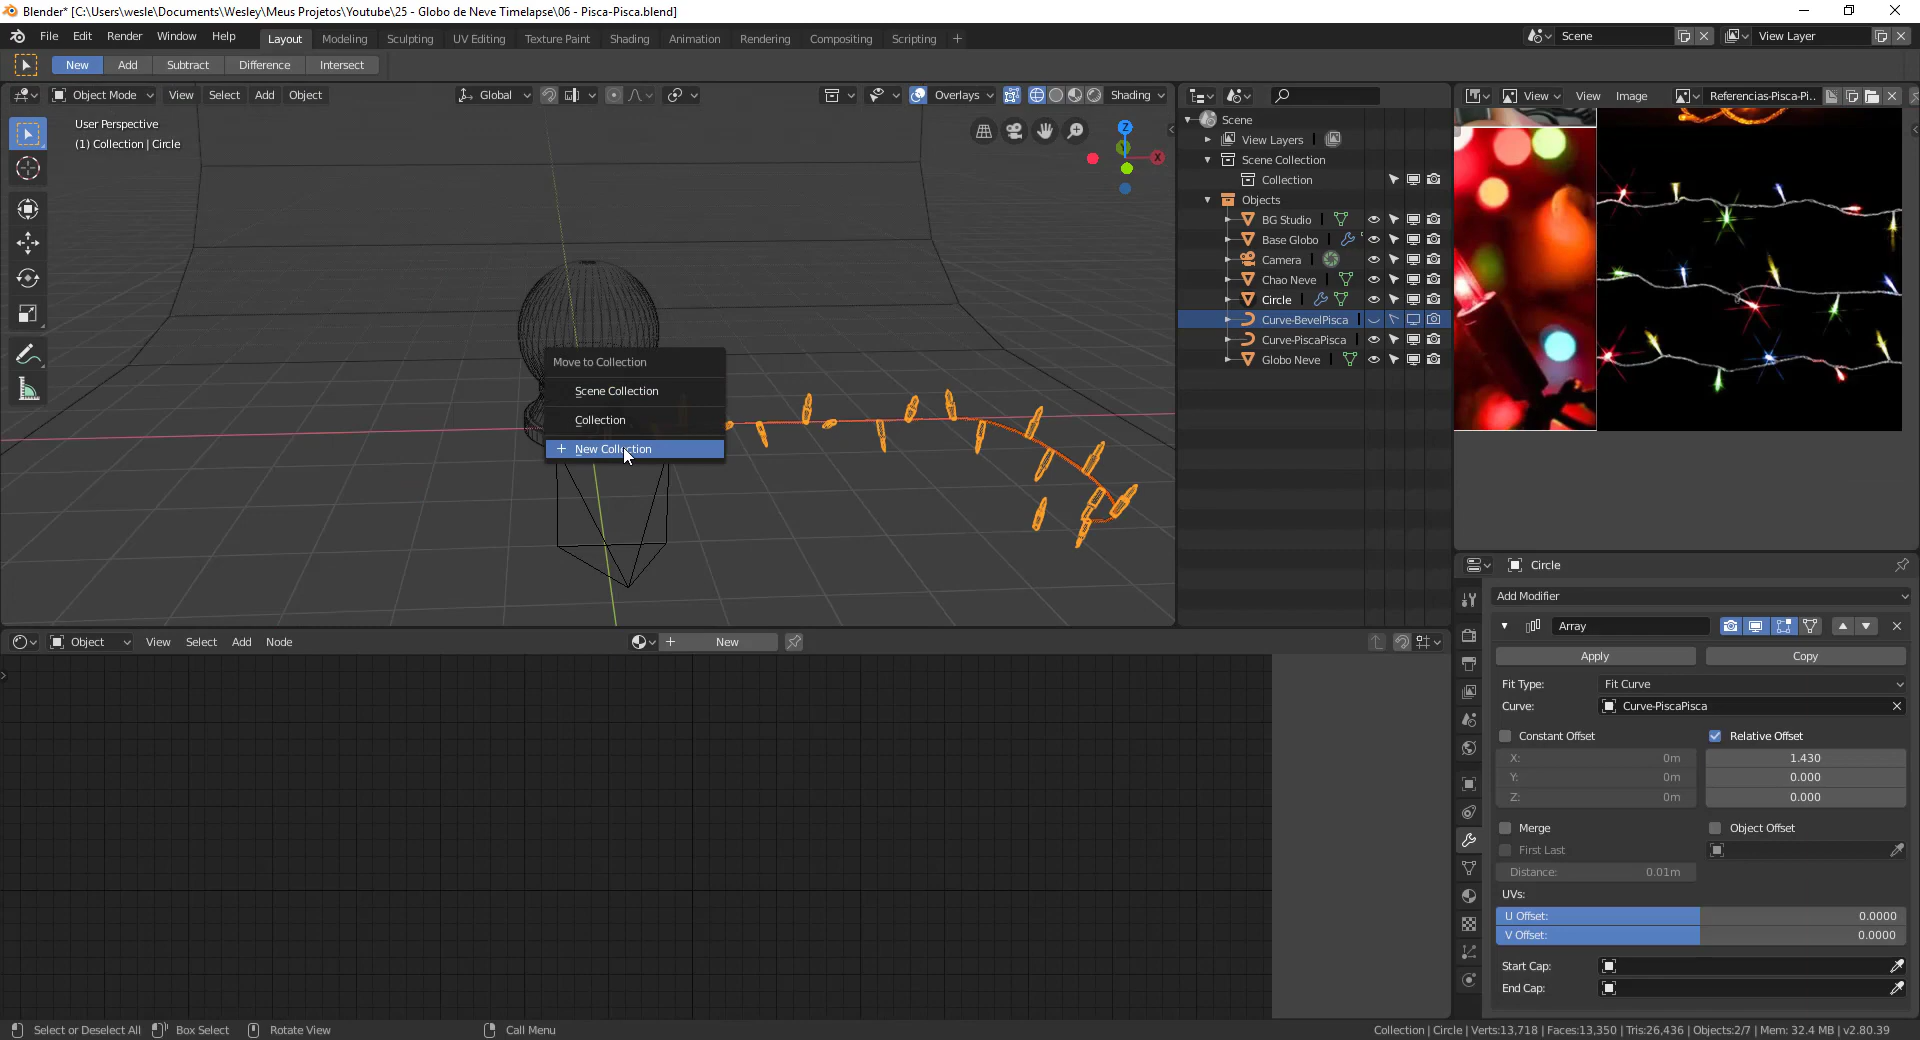 Blender* [C:\Users\wesle\Documents\Wesley\Meus Projetos\Youtube\25 - Globo de Neve Timelapse\06 - Pisca-Pisca.blend]
File Edit Render Window Help
Layout Modeling Sculpting UV Editing Texture Paint Shading Animation Rendering Compositing Scripting +
Scene
View Layer
New Add Subtract Difference Intersect
Object Mode View Select Add Object
Global
Overlays
Shading
View View Image
Referencias-Pisca-Pi..
User Perspective
(1) Collection | Circle
Z
X
Scene
View Layers
Scene Collection
Collection
Objects
BG Studio
Base Globo
Camera
Chao Neve
Circle
Curve-BevelPisca
Curve-PiscaPisca
Globo Neve
Move to Collection
Scene Collection
Collection
+ New Collection
Object View Select Add Node
+ New
Circle
Add Modifier
Array
Apply Copy
Fit Type: Fit Curve
Curve: Curve-PiscaPisca
Constant Offset Relative Offset
X: 0m 1.430
Y: 0m 0.000
Z: 0m 0.000
Merge Object Offset
First Last
Distance: 0.01m
UVs:
U Offset: 0.0000
V Offset: 0.0000
Start Cap:
End Cap:
Select or Deselect All Box Select Rotate View Call Menu
Collection | Circle | Verts:13,718 | Faces:13,350 | Tris:26,436 | Objects:2/7 | Mem: 32.4 MB | v2.80.39